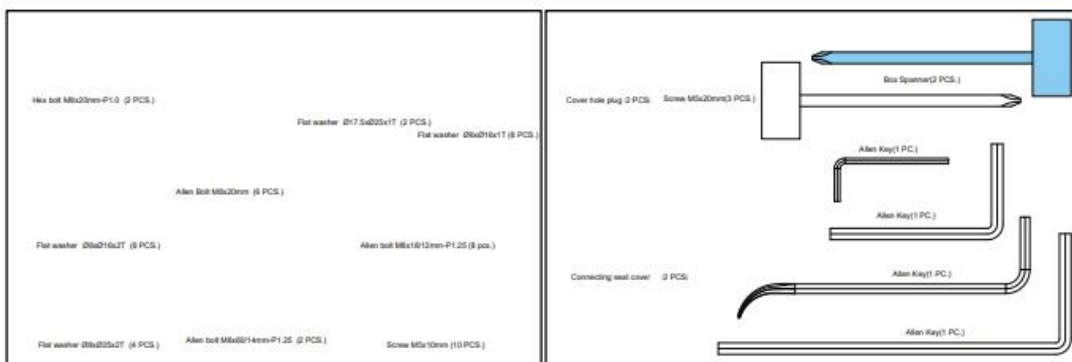 Hex bolt M8x20mm-P1.0 (2 PCS.)
Flat washer Ø17.5xØ25x1T (2 PCS.)
Flat washer Ø8xØ16x1T (8 PCS.)
Allen Bolt M8x20mm (6 PCS.)
Flat washer Ø8xØ16x2T (6 PCS.)
Allen bolt M8x18/12mm-P1.25 (8 pcs.)
Flat washer Ø8xØ25x2T (4 PCS.)
Allen bolt M8x66/14mm-P1.25 (2 PCS.)
Screw M5x10mm (10 PCS.)
Box Spanner(2 PCS.)
Cover hole plug (2 PCS)
Screw M5x20mm(3 PCS.)
Allen Key(1 PC.)
Allen Key(1 PC.)
Allen Key(1 PC.)
Connecting seat cover (2 PCS)
Allen Key(1 PC.)